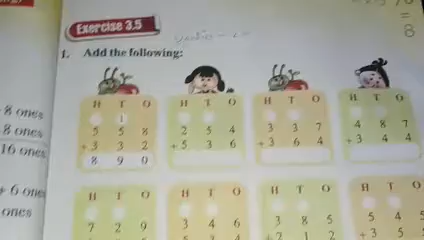 =
8
Exercise 3.5
1. Add the following:
8 ones
8 ones
16 ones
6 ones
ones
H T O H T O H T O H T O
1
5 5 8 2 5 4 3 3 7 4 8 7
+ 3 3 2 + 5 3 6 + 3 6 4 + 3 4 4
8 9 0
H T O H T O H T O H T O
7 2 9 3 4 6 3 8 5 5 4 5
+ 2 1 2 + 3 5 5